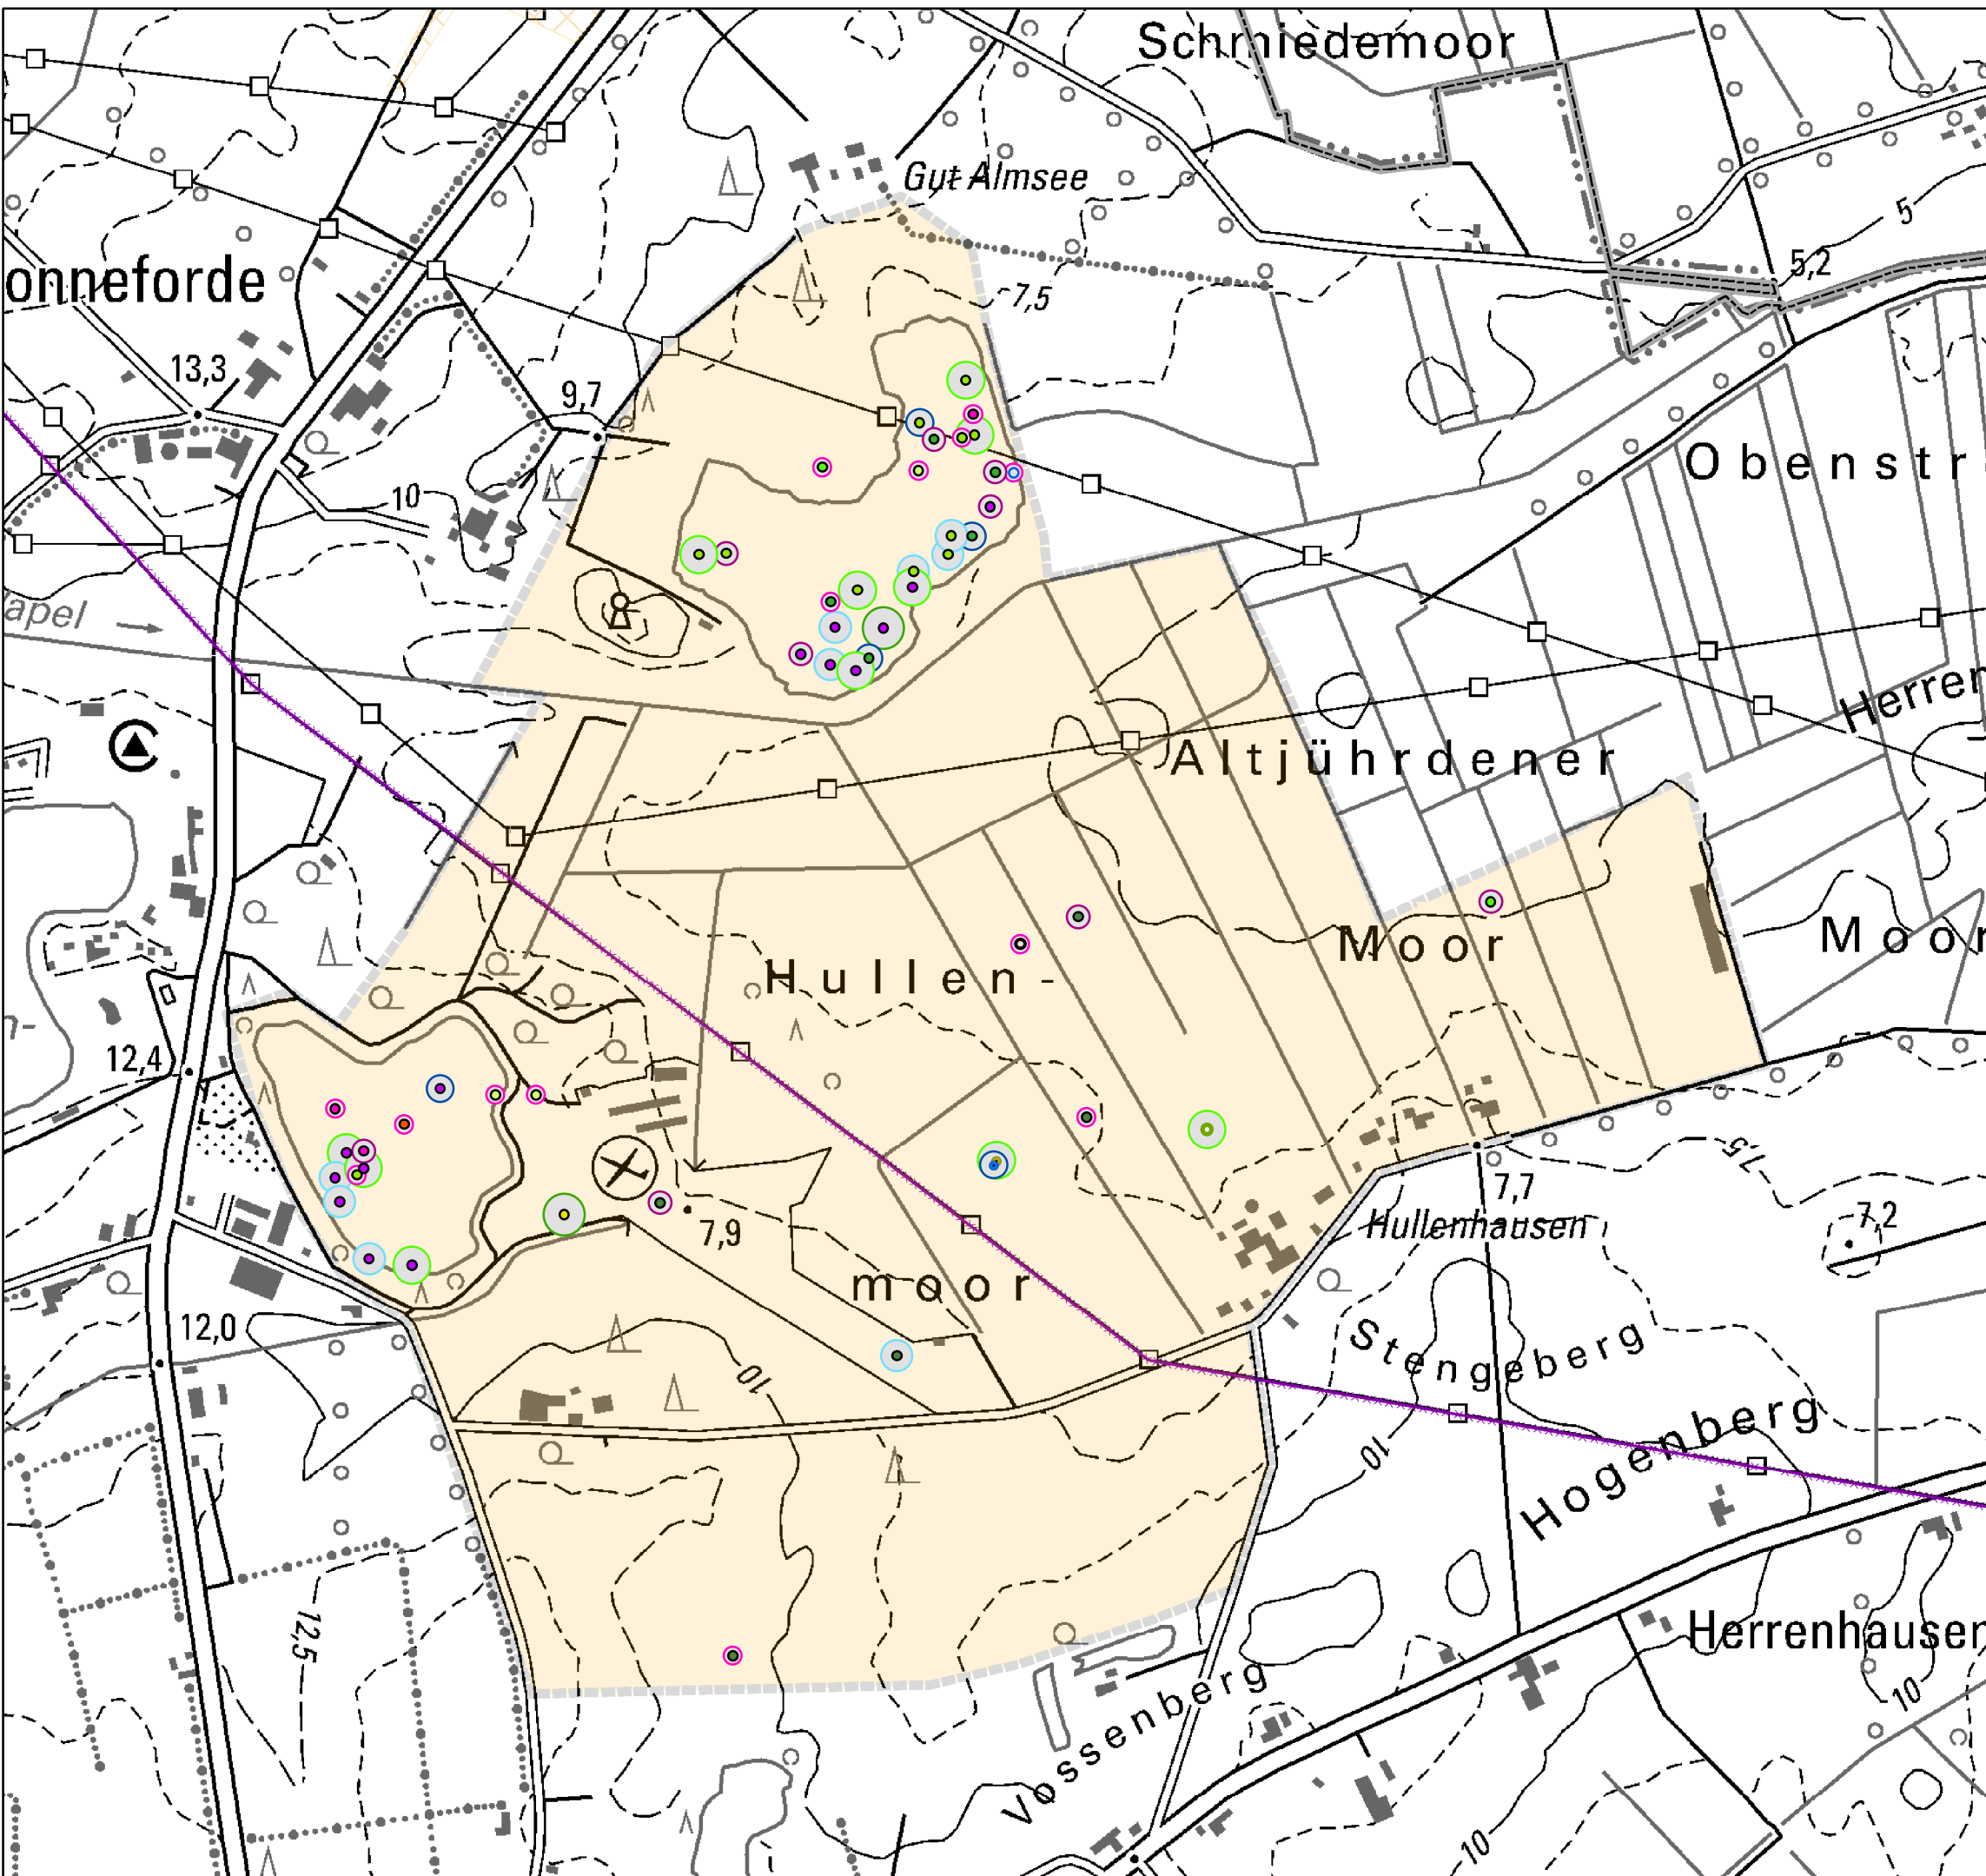 Schmiedemoor
Gut Almsee
onneforde
5
5,2
7,5
13,3
9,7
10
Obenstr
apel
Herren
Altjührdener
Moor
Moor
Hullen-
12,4
7,9
7,7
7,2
Hullenhausen
moor
12,0
10
Stengeberg
Hogenberg
10
12,5
Herrenhausen
10
Vossenberg
10